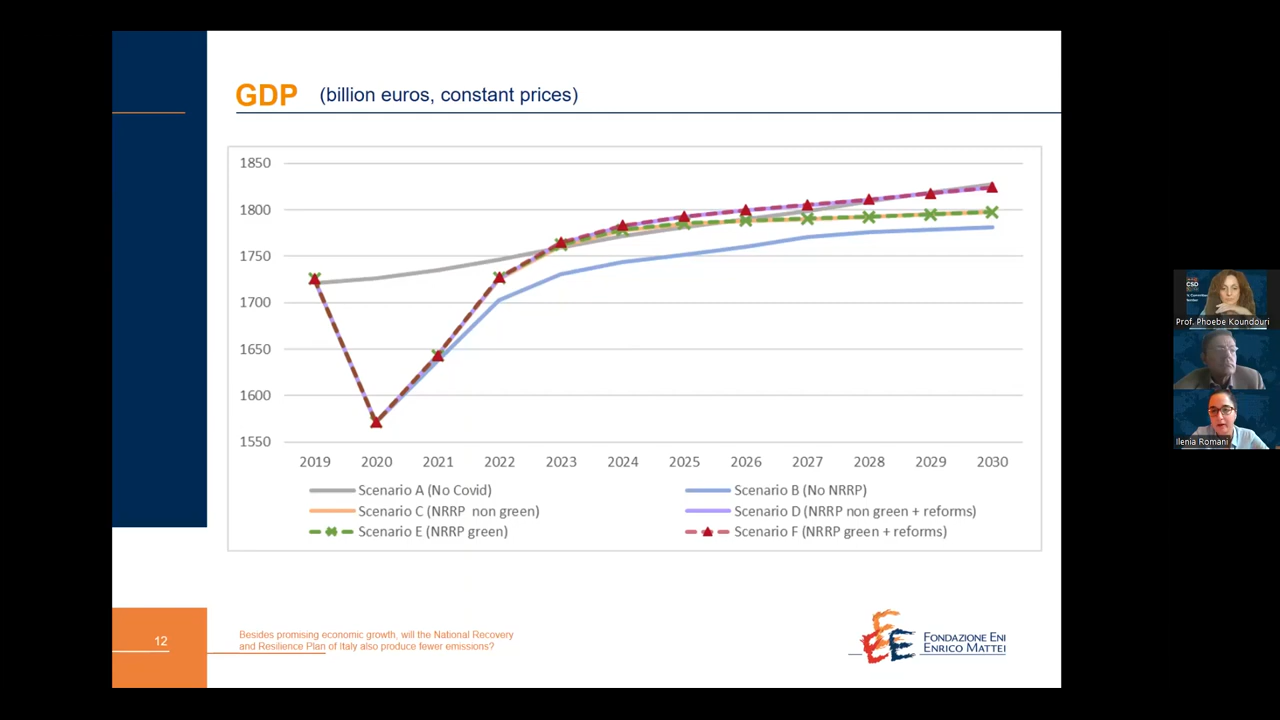 GDP (billion euros, constant prices)
1850
1800
1750
1700
1650
1600
1550
2019 2020 2021 2022 2023 2024 2025 2026 2027 2028 2029 2030
Scenario A (No Covid) Scenario B (No NRRP)
Scenario C (NRRP non green) Scenario D (NRRP non green + reforms)
Scenario E (NRRP green) Scenario F (NRRP green + reforms)
12
Besides promising economic growth, will the National Recovery
and Resilience Plan of Italy also produce fewer emissions?
FONDAZIONE ENI
ENRICO MATTEI
CSD
Prof. Phoebe Koundouri
Ilenia Romani